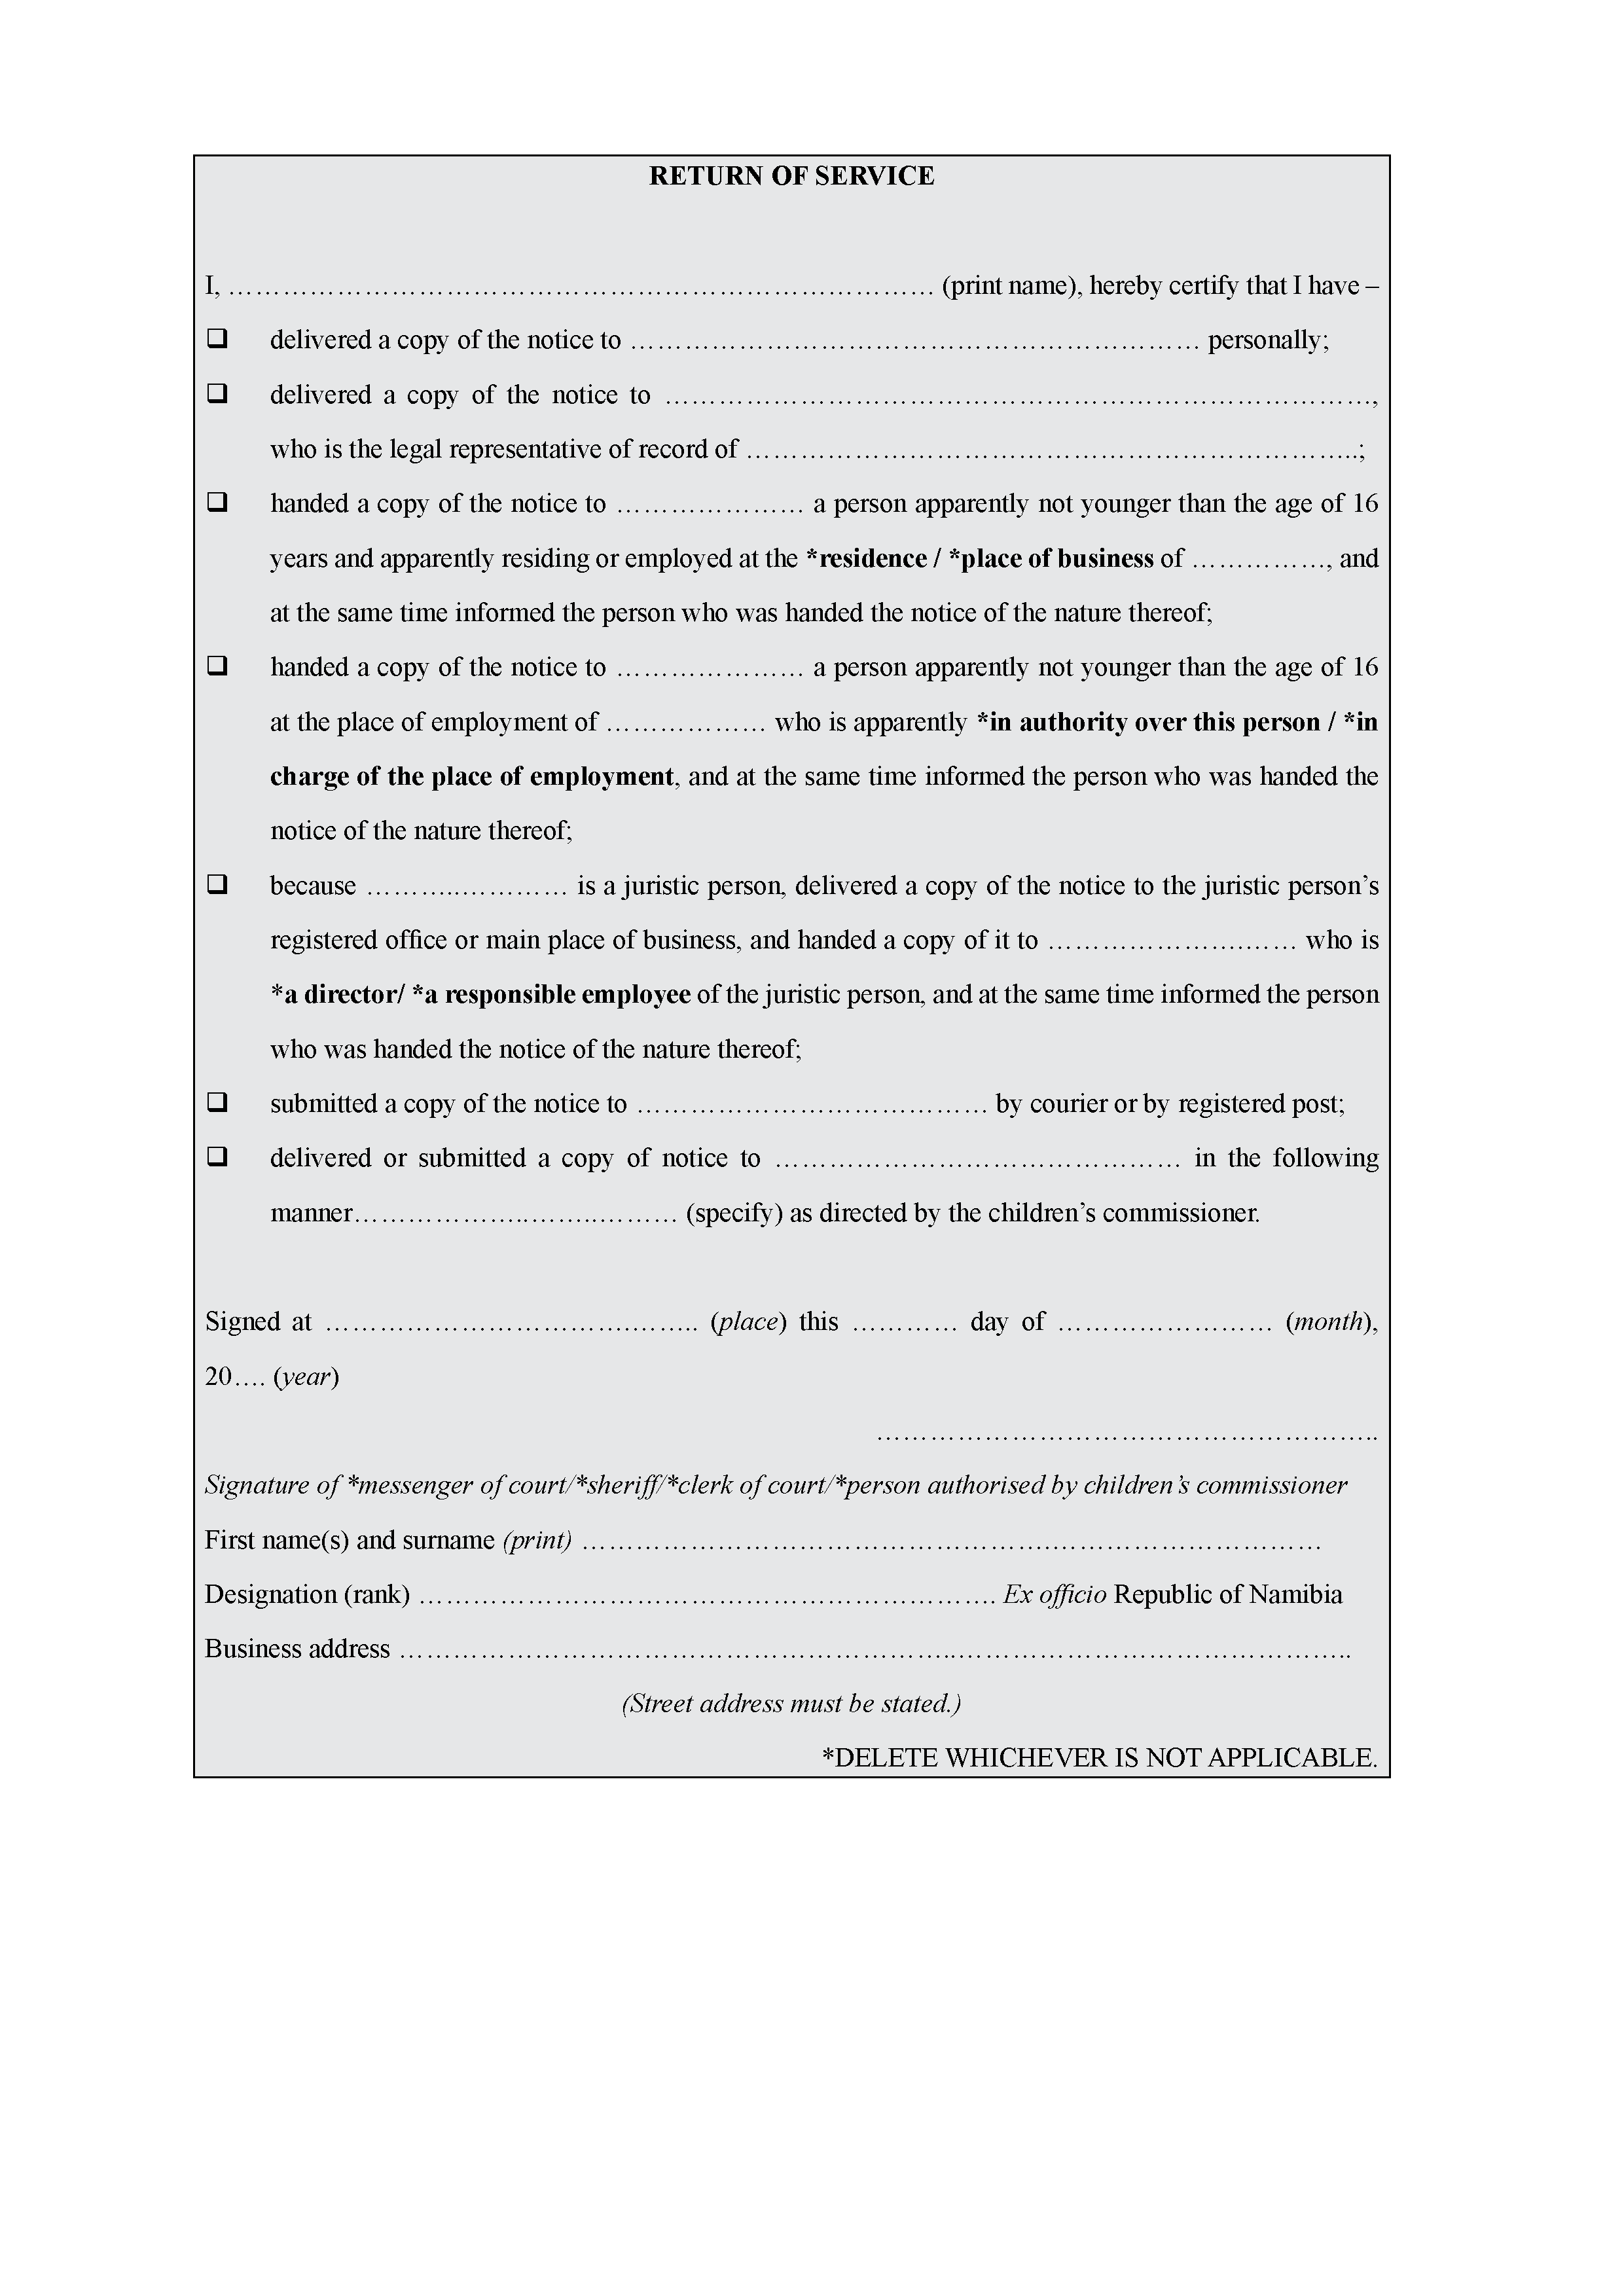 RETURN OF SERVICE
I, ……………………………………………………………………. (print name), hereby certify that I have –
❑ delivered a copy of the notice to ……………………………………………………… personally;
❑ delivered a copy of the notice to ……………………………………………………………………,
who is the legal representative of record of …………………………………………………………..;
❑ handed a copy of the notice to ………………… a person apparently not younger than the age of 16
years and apparently residing or employed at the *residence / *place of business of ……………, and
at the same time informed the person who was handed the notice of the nature thereof;
❑ handed a copy of the notice to ………………… a person apparently not younger than the age of 16
at the place of employment of ……………… who is apparently *in authority over this person / *in
charge of the place of employment, and at the same time informed the person who was handed the
notice of the nature thereof;
❑ because ………..………… is a juristic person, delivered a copy of the notice to the juristic person’s
registered office or main place of business, and handed a copy of it to ………………….…… who is
*a director/ *a responsible employee of the juristic person, and at the same time informed the person
who was handed the notice of the nature thereof;
❑ submitted a copy of the notice to ………………………………… by courier or by registered post;
❑ delivered or submitted a copy of notice to ……………………………………… in the following
manner………………..……..……… (specify) as directed by the children’s commissioner.
Signed at …………………………….…….. (place) this ………… day of …………………… (month),
20…. (year)
………………………………………………..
Signature of *messenger of court/*sheriff/*clerk of court/*person authorised by children’s commissioner
First name(s) and surname (print) …………………………………………….…………………………
Designation (rank) ………………………………………………………. Ex officio Republic of Namibia
Business address ……………………………………………………..……………………………………..
(Street address must be stated.)
*DELETE WHICHEVER IS NOT APPLICABLE.